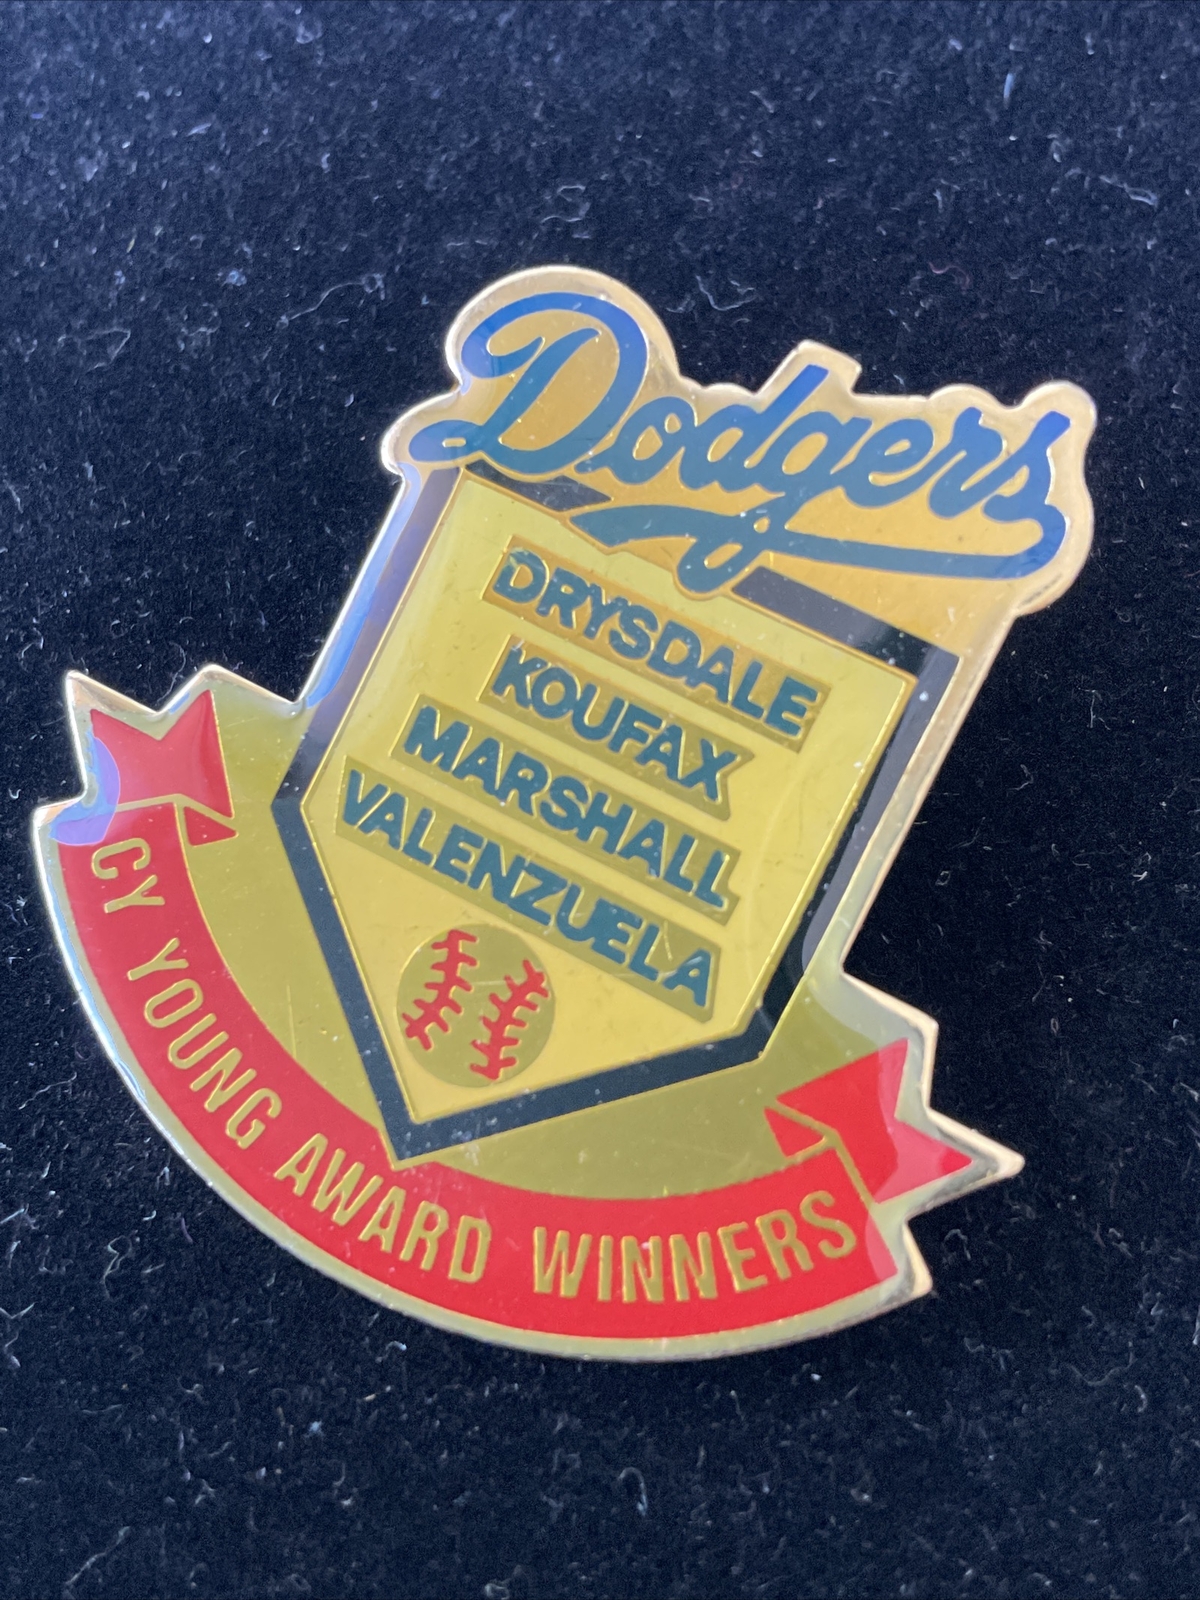 Dodgers
DRYSDALE
KOUFAX
MARSHALL
VALENZUELA
CY YOUNG AWARD WINNERS